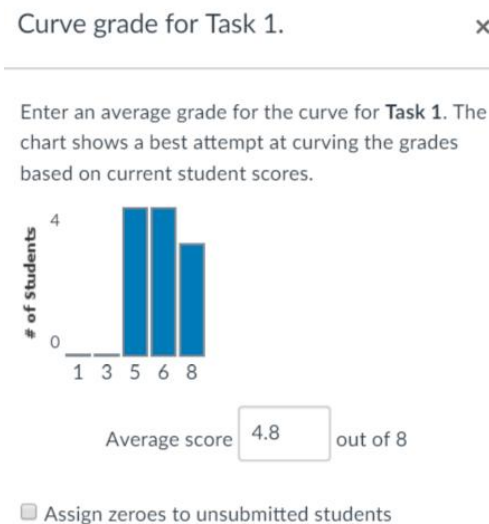 Curve grade for Task 1.
×
Enter an average grade for the curve for Task 1. The
chart shows a best attempt at curving the grades
based on current student scores.
# of Students
4
0
1 3 5 6 8
Average score 4.8 out of 8
Assign zeroes to unsubmitted students